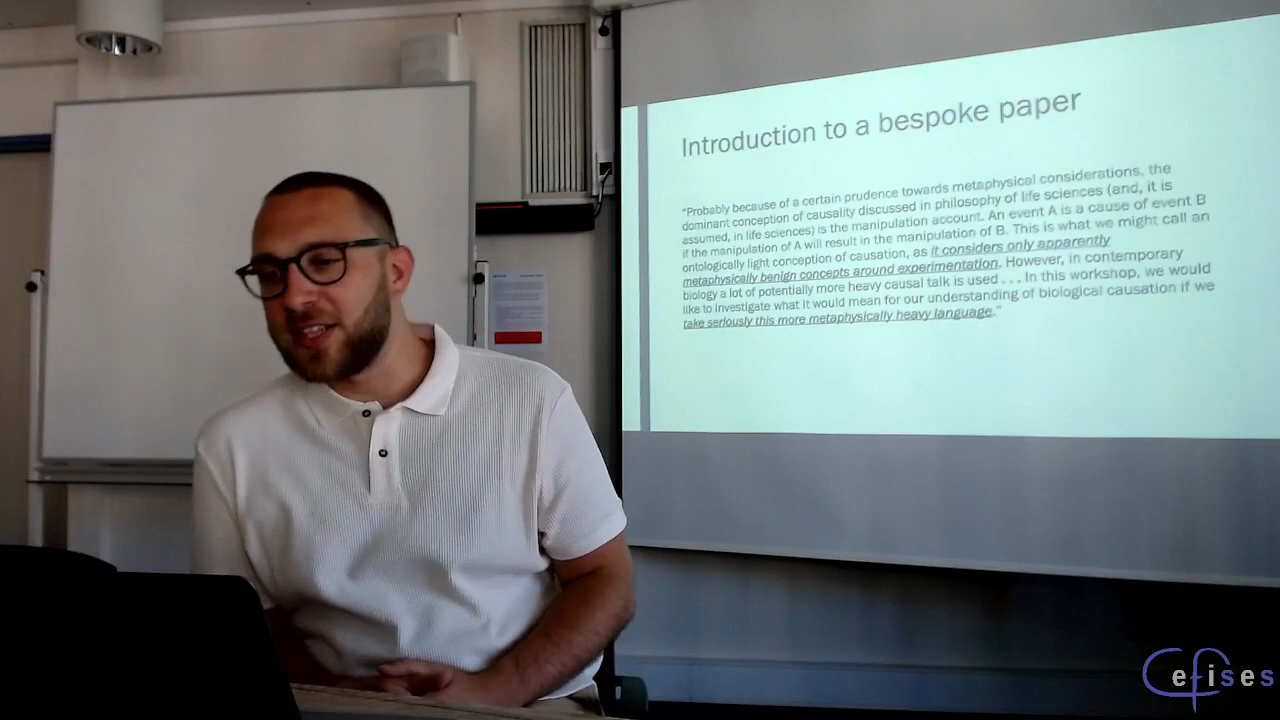 Introduction to a bespoke paper
"Probably because of a certain prudence towards metaphysical considerations, the
dominant conception of causality discussed in philosophy of life sciences (and, it is
assumed, in life sciences) is the manipulation account. An event A is a cause of event B
if the manipulation of A will result in the manipulation of B. This is what we might call an
ontologically light conception of causation, as it considers only apparently
metaphysically benign concepts around experimentation. However, in contemporary
biology a lot of potentially more heavy causal talk is used . . . In this workshop, we would
like to investigate what it would mean for our understanding of biological causation if we
take seriously this more metaphysically heavy language."
efises